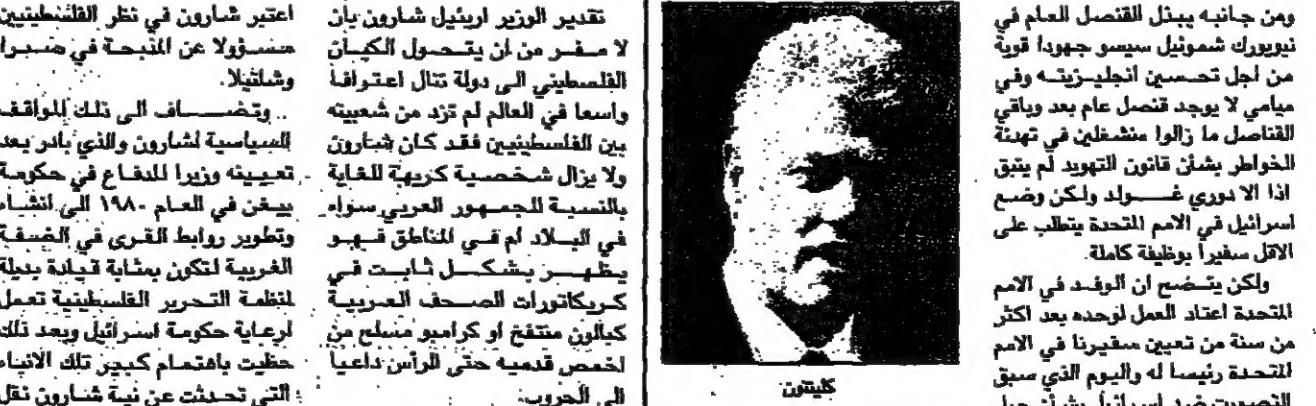 ومن جانبه يبذل القنصل العام في
نيويورك شموئيل سيسو جهودا قوية
من أجل تحسين انجليزيته وفي
ميامي لا يوجد قنصل عام بعد وباقي
القناصل ما زالوا منشغلين في تهدئة
الخواطر بشأن قانون التهويد لم يتبق
اذا الا دوري غولد ولكن وضع
اسرائيل في الامم المتحدة يتطلب على
الاقل سفيراً بوظيفة كاملة.
ولكن يتضح ان الوفد في الامم
المتحدة اعتاد العمل لوحده بعد اكثر
من سنة من تعيين سفيرنا في الامم
المتحدة رئيسا له واليوم الذي سبق
التصويت ضد اسرائيل بشأن جبل
كلينتون
تقدير الوزير اريئيل شارون بأن
لا مفر من ان يتحول الكيان
الفلسطيني الى دولة تنال اعترافا
واسعا في العالم لم تزد من شعبيته
بين الفلسطينيين فقد كان شارون
ولا يزال شخصية كريهة للغاية
بالنسبة للجمهور العربي سواء
في البلاد ام في المناطق فهو
يظهر بشكل ثابت في
كريكاتورات الصحف العربية
كبالون منتفخ او كرامبو مسلح من
اخمص قدميه حتى الرأس داعيا
الى الحروب.
اعتبر شارون في نظر الفلسطينيين
مسؤولا عن المذبحة في صبرا
وشاتيلا.
.. وتضاف الى ذلك المواقف
السياسية لشارون والذي بادر بعد
تعيينه وزيرا للدفاع في حكومة
بيغن في العام ١٩٨٠ الى انشاء
وتطوير روابط القرى في الضفة
الغربية لتكون بمثابة قيادة بديلة
لمنظمة التحرير الفلسطينية تعمل
لرعاية حكومة اسرائيل وبعد ذلك
حظيت باهتمام كبير تلك الانباء
التي تحدثت عن نية شارون نقل